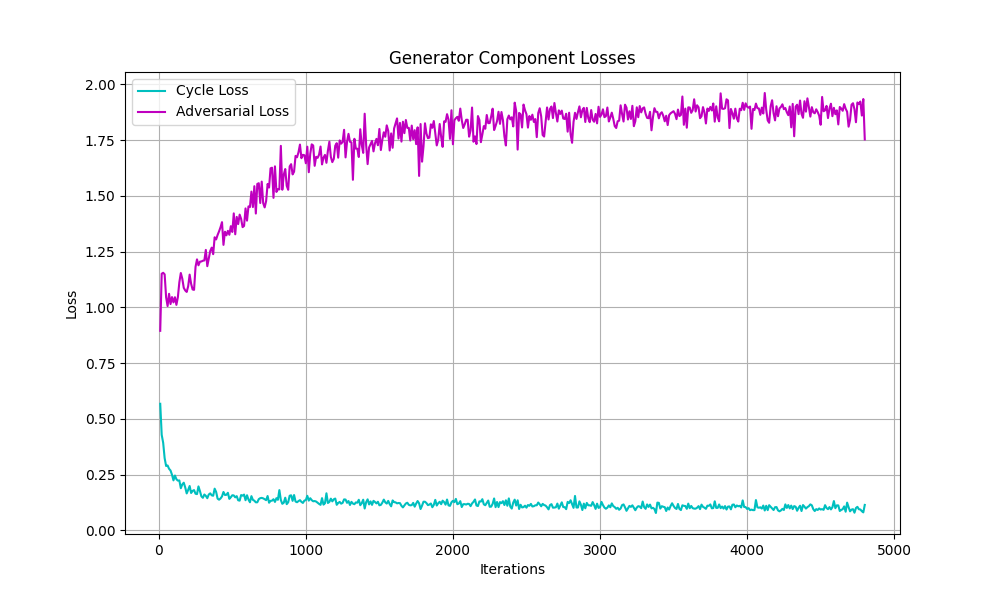 Generator Component Losses
Cycle Loss
Adversarial Loss
2.00
1.75
1.50
1.25
1.00
0.75
0.50
0.25
0.00
Loss
0 1000 2000 3000 4000 5000
Iterations